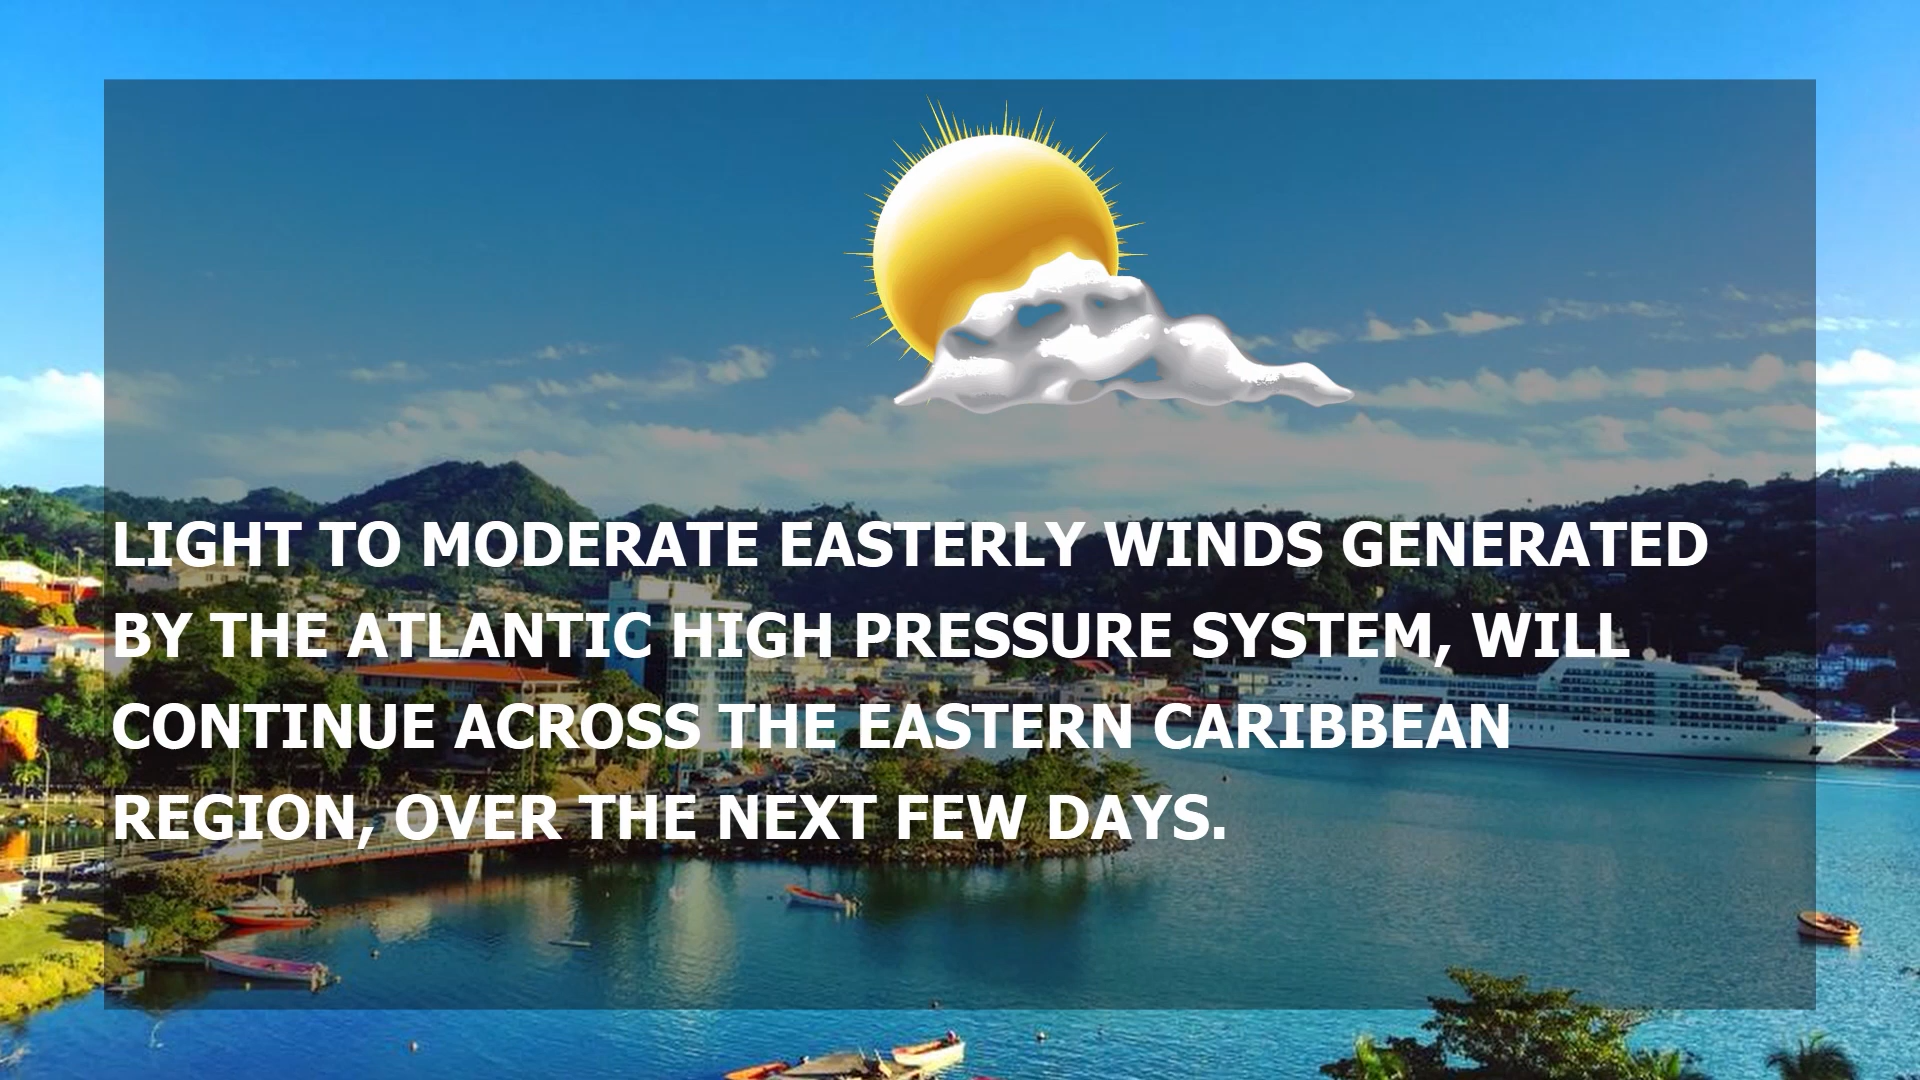 LIGHT TO MODERATE EASTERLY WINDS GENERATED
BY THE ATLANTIC HIGH PRESSURE SYSTEM, WILL
CONTINUE ACROSS THE EASTERN CARIBBEAN
REGION, OVER THE NEXT FEW DAYS.